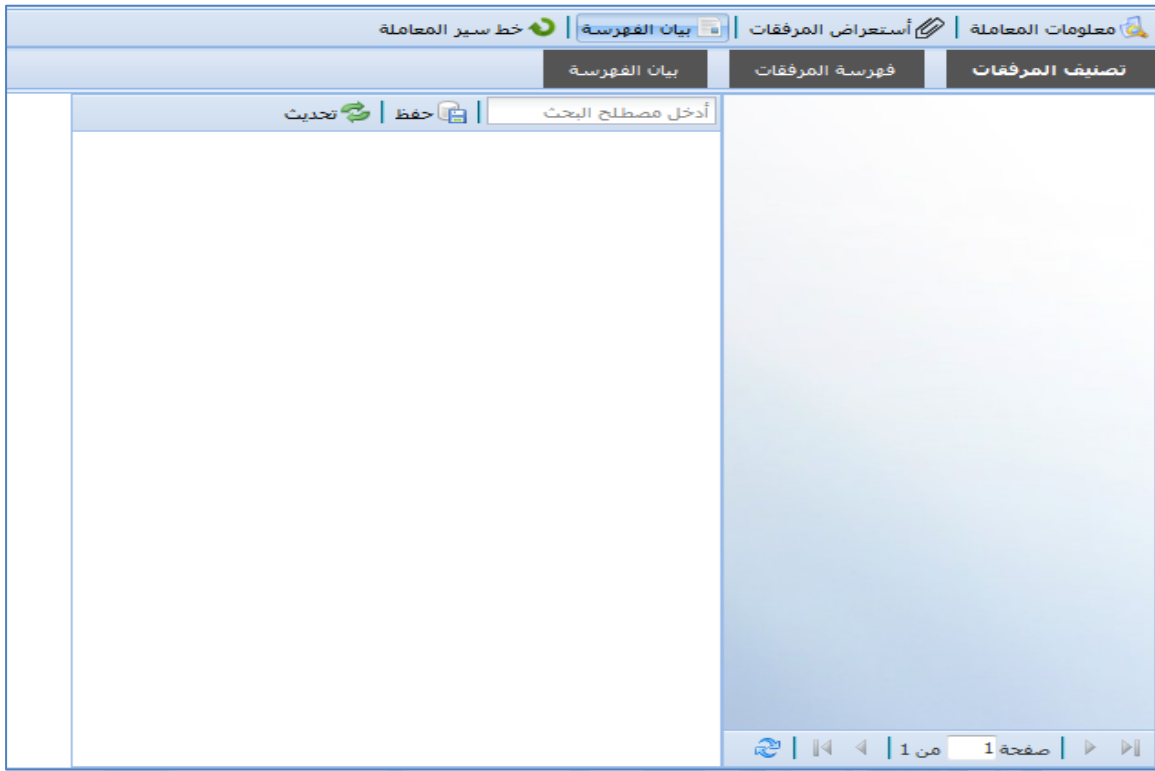 معلومات المعاملة أستعراض المرفقات بيان الفهرسة خط سير المعاملة
تصنيف المرفقات فهرسة المرفقات بيان الفهرسة
أدخل مصطلح البحث حفظ تحديث
صفحة 1 من 1